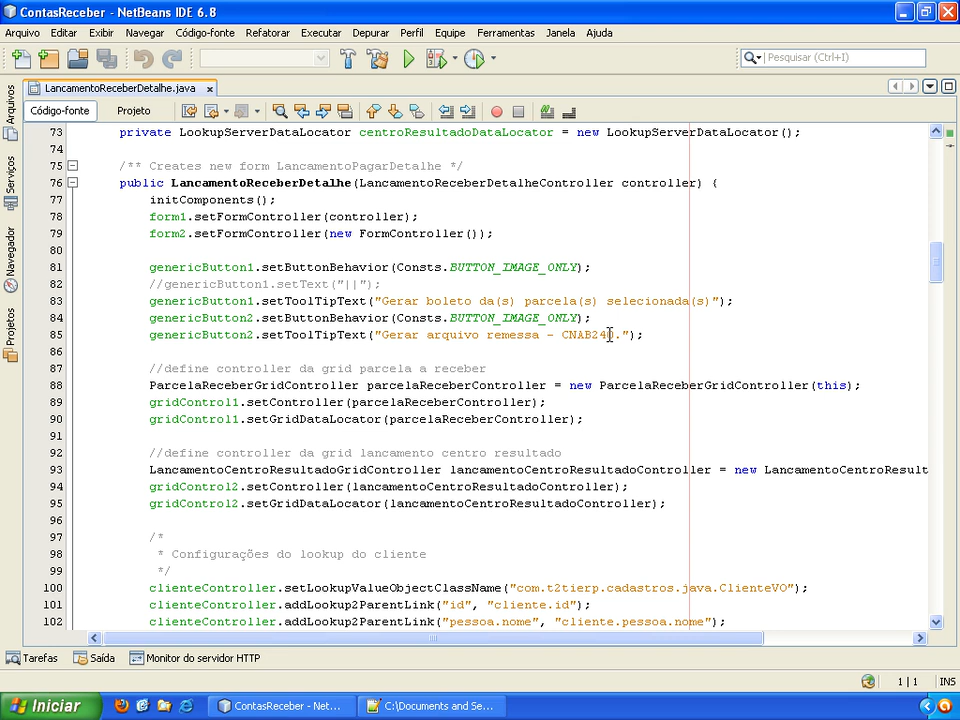 ContasReceber - NetBeans IDE 6.8
Arquivo Editar Exibir Navegar Código-fonte Refatorar Executar Depurar Perfil Equipe Ferramentas Janela Ajuda
Pesquisar (Ctrl+I)
LancamentoReceberDetalhe.java
Código-fonte Projeto
Arquivos
Serviços
Navegador
Projetos
73 private LookupServerDataLocator centroResultadoDataLocator = new LookupServerDataLocator();
74
75 /** Creates new form LancamentoPagarDetalhe */
76 public LancamentoReceberDetalhe(LancamentoReceberDetalheController controller) {
77 initComponents();
78 form1.setFormController(controller);
79 form2.setFormController(new FormController());
80
81 genericButton1.setButtonBehavior(Consts.BUTTON_IMAGE_ONLY);
82 //genericButton1.setText("||");
83 genericButton1.setToolTipText("Gerar boleto da(s) parcela(s) selecionada(s)");
84 genericButton2.setButtonBehavior(Consts.BUTTON_IMAGE_ONLY);
85 genericButton2.setToolTipText("Gerar arquivo remessa - CNAB240.");
86
87 //define controller da grid parcela a receber
88 ParcelaReceberGridController parcelaReceberController = new ParcelaReceberGridController(this);
89 gridControl1.setController(parcelaReceberController);
90 gridControl1.setGridDataLocator(parcelaReceberController);
91
92 //define controller da grid lancamento centro resultado
93 LancamentoCentroResultadoGridController lancamentoCentroResultadoController = new LancamentoCentroResult
94 gridControl2.setController(lancamentoCentroResultadoController);
95 gridControl2.setGridDataLocator(lancamentoCentroResultadoController);
96
97 /*
98 * Configurações do lookup do cliente
99 */
100 clienteController.setLookupValueObjectClassName("com.t2tierp.cadastros.java.ClienteVO");
101 clienteController.addLookup2ParentLink("id", "cliente.id");
102 clienteController.addLookup2ParentLink("pessoa.nome", "cliente.pessoa.nome");
Tarefas Saída Monitor do servidor HTTP
1 | 1 INS
Iniciar ContasReceber - Net... C:\Documents and Se...